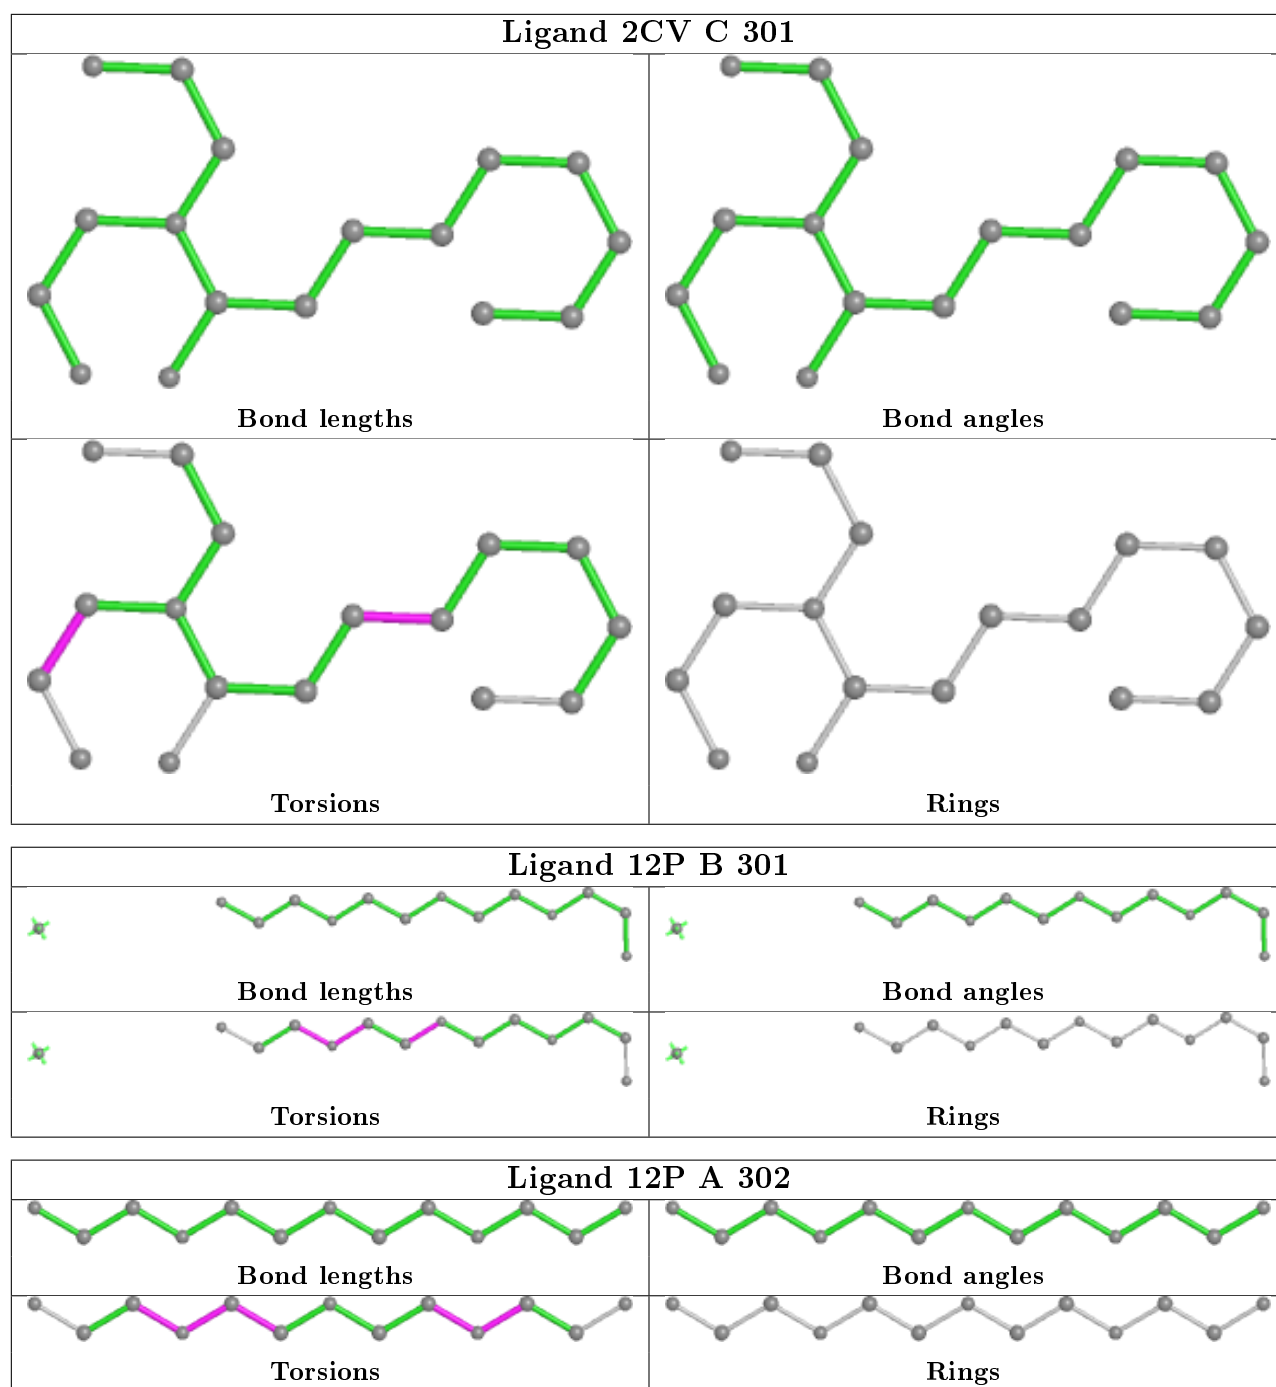 Ligand 2CV C 301
Bond lengths
Bond angles
Torsions
Rings
Ligand 12P B 301
Bond lengths
Bond angles
Torsions
Rings
Ligand 12P A 302
Bond lengths
Bond angles
Torsions
Rings